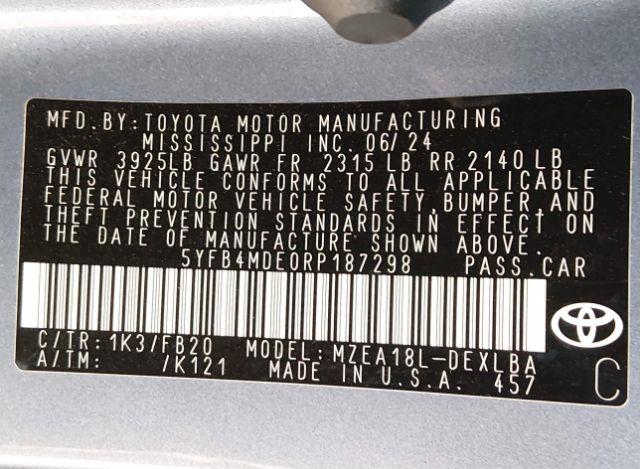 MFD.BY:TOYOTA MOTOR MANUFACTURING
MISSISSIPPI INC. 06/24
GVWR 3925LB GAWR FR 2315 LB RR 2140 LB
THIS VEHICLE CONFORMS TO ALL APPLICABLE
FEDERAL MOTOR VEHICLE SAFETY, BUMPER, AND
THEFT PREVENTION STANDARDS IN EFFECT ON
THE DATE OF MANUFACTURE SHOWN ABOVE.
5YFB4MDE0RP187298 PASS.CAR
C/TR: 1K3/FB20 MODEL: MZEA18L-DEXLBA
A/TM: /K121 MADE IN U.S.A. 457
C